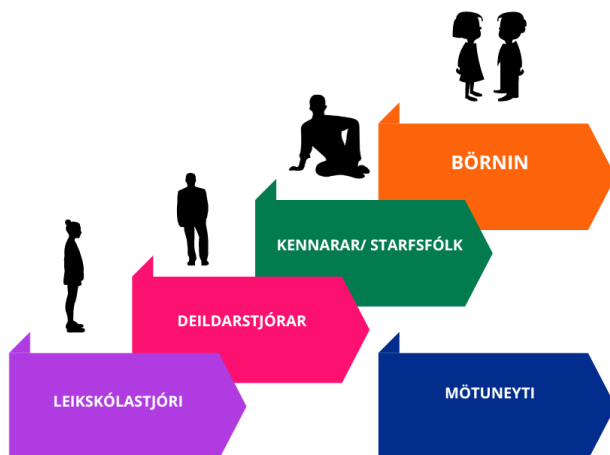 BÖRNIN
KENNARAR/ STARFSFÓLK
DEILDARSTJÓRAR
LEIKSKÓLASTJÓRI
MÖTUNEYTI